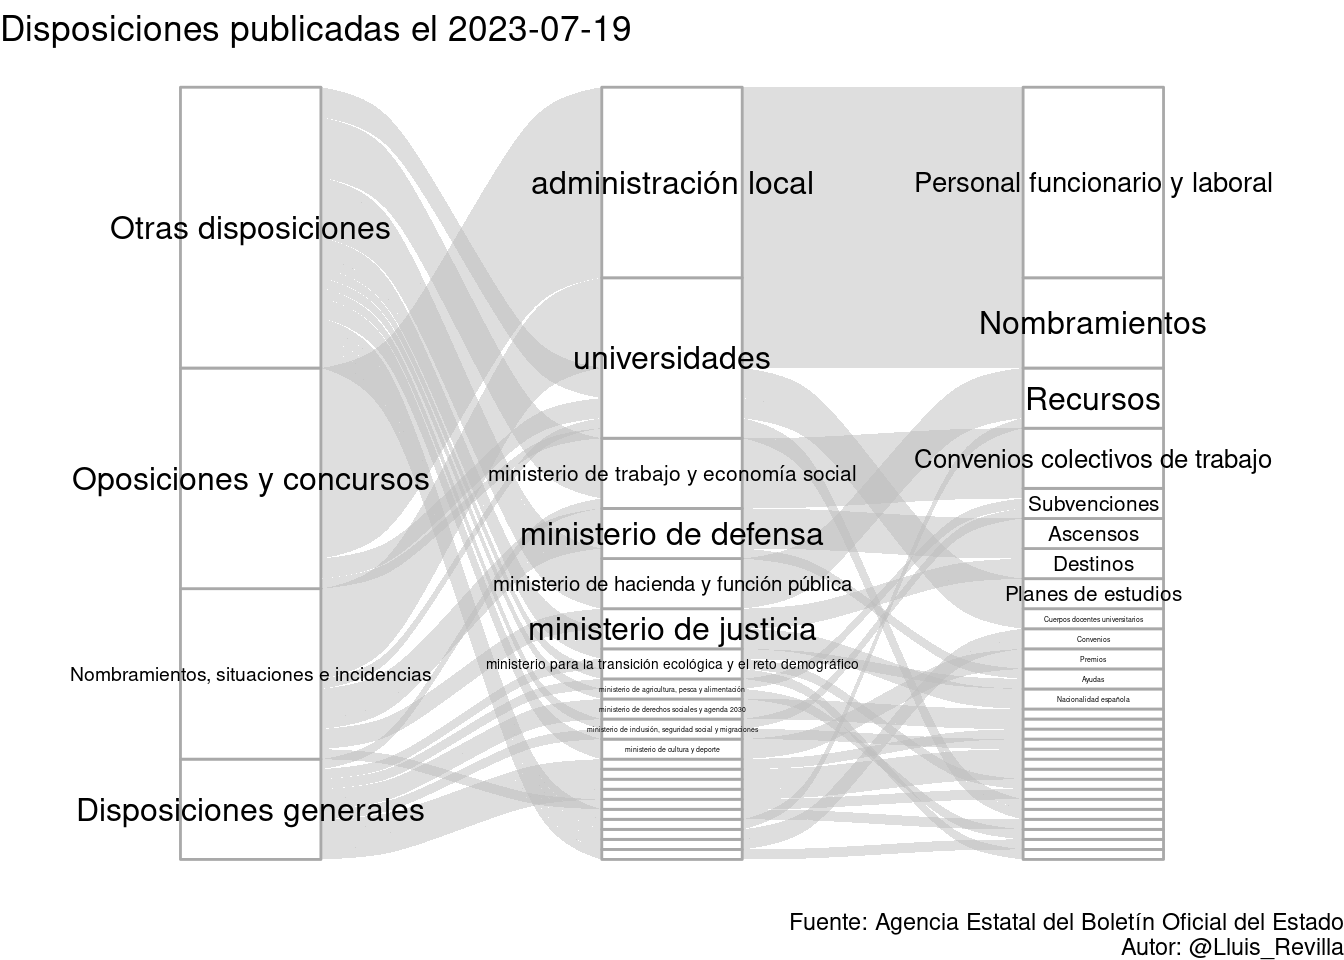 Disposiciones publicadas el 2023-07-19
Otras disposiciones
Oposiciones y concursos
Nombramientos, situaciones e incidencias
Disposiciones generales
administración local
universidades
ministerio de trabajo y economía social
ministerio de defensa
ministerio de hacienda y función pública
ministerio de justicia
ministerio para la transición ecológica y el reto demográfico
ministerio de agricultura, pesca y alimentación
ministerio de derechos sociales y agenda 2030
ministerio de inclusión, seguridad social y migraciones
ministerio de cultura y deporte
Personal funcionario y laboral
Nombramientos
Recursos
Convenios colectivos de trabajo
Subvenciones
Ascensos
Destinos
Planes de estudios
Cuerpos docentes universitarios
Convenios
Premios
Ayudas
Nacionalidad española
Fuente: Agencia Estatal del Boletín Oficial del Estado
Autor: @Lluis_Revilla